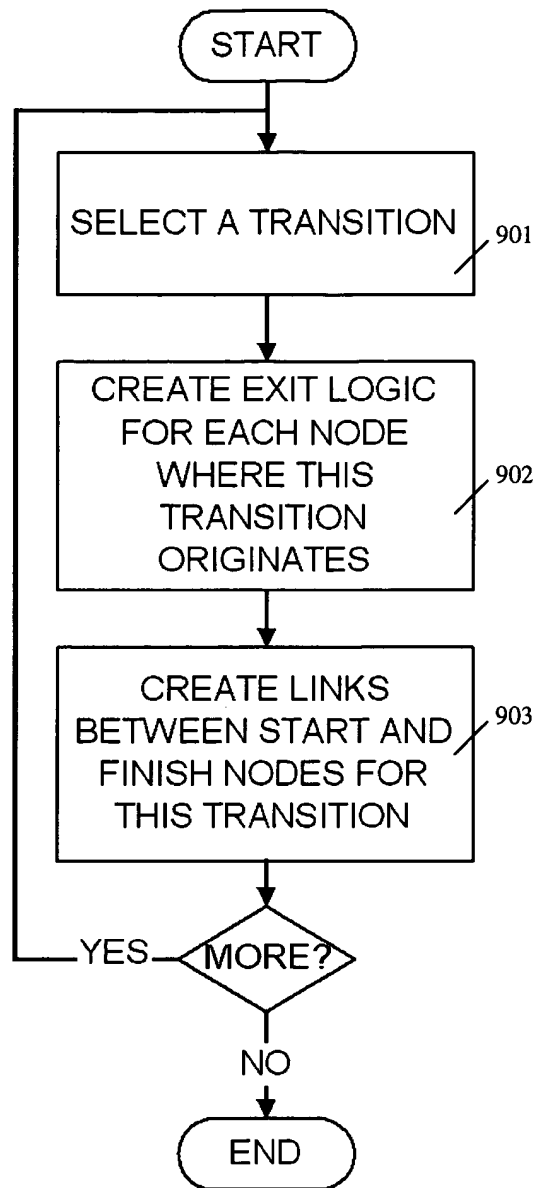 START
SELECT A TRANSITION
901
CREATE EXIT LOGIC
FOR EACH NODE
WHERE THIS
TRANSITION
ORIGINATES
902
CREATE LINKS
BETWEEN START AND
FINISH NODES FOR
THIS TRANSITION
903
YES
MORE?
NO
END